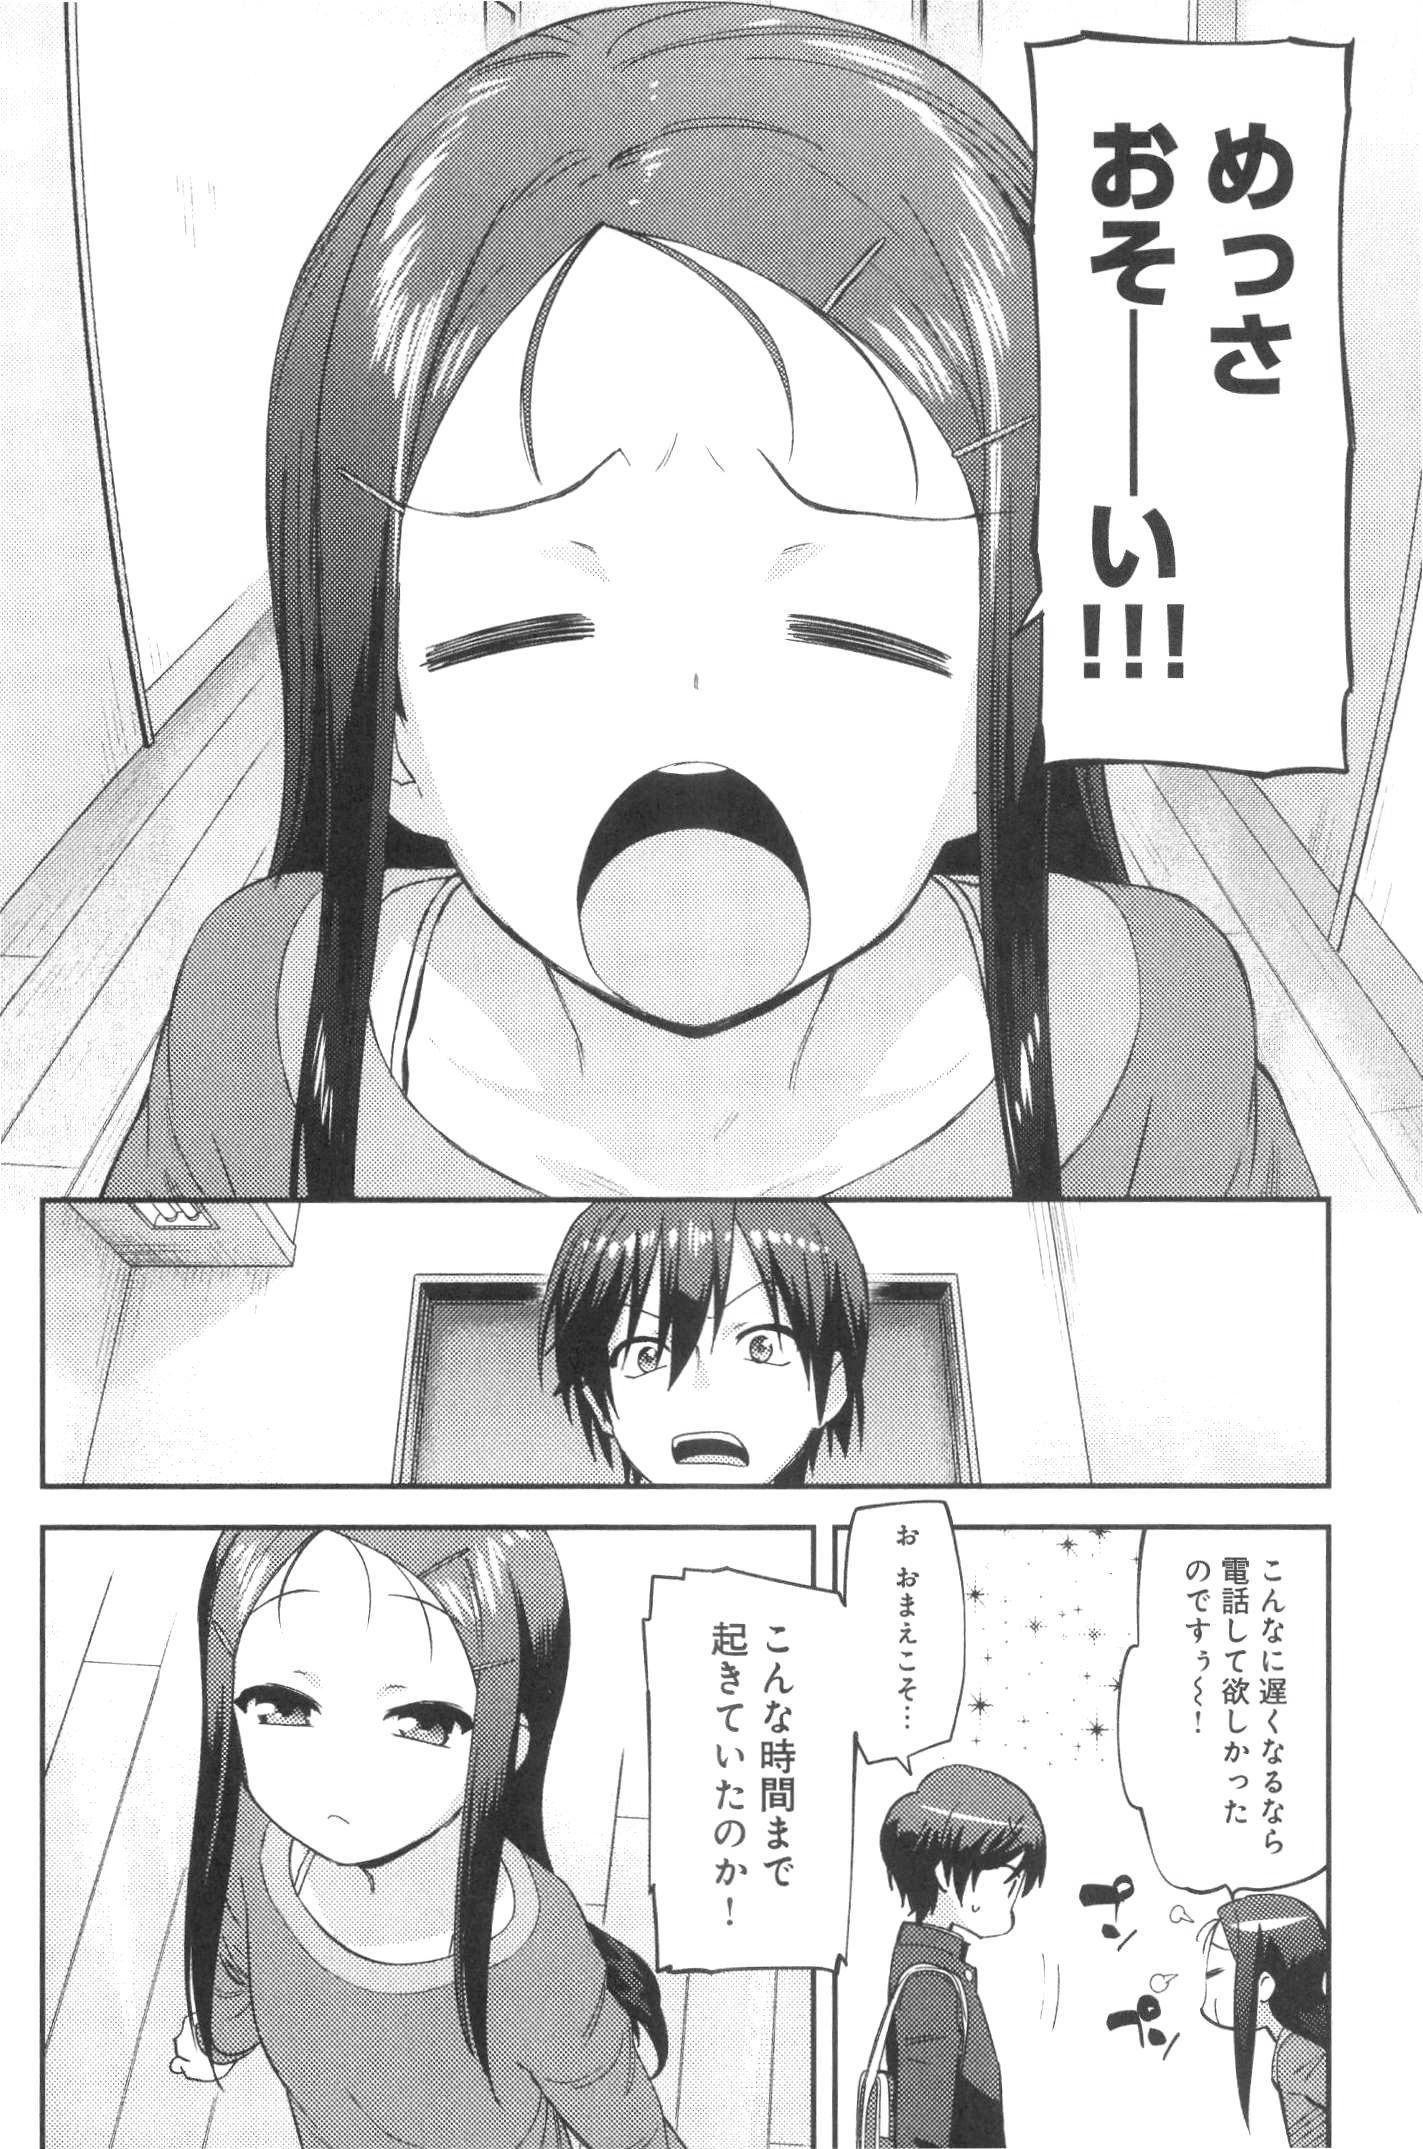 めっさ
おそーーい!!!
こんなに遅くなるなら
電話して欲しかった
のですぅ〜!
プン
プン
お おまえこそ…
こんな時間まで
起きていたのか!